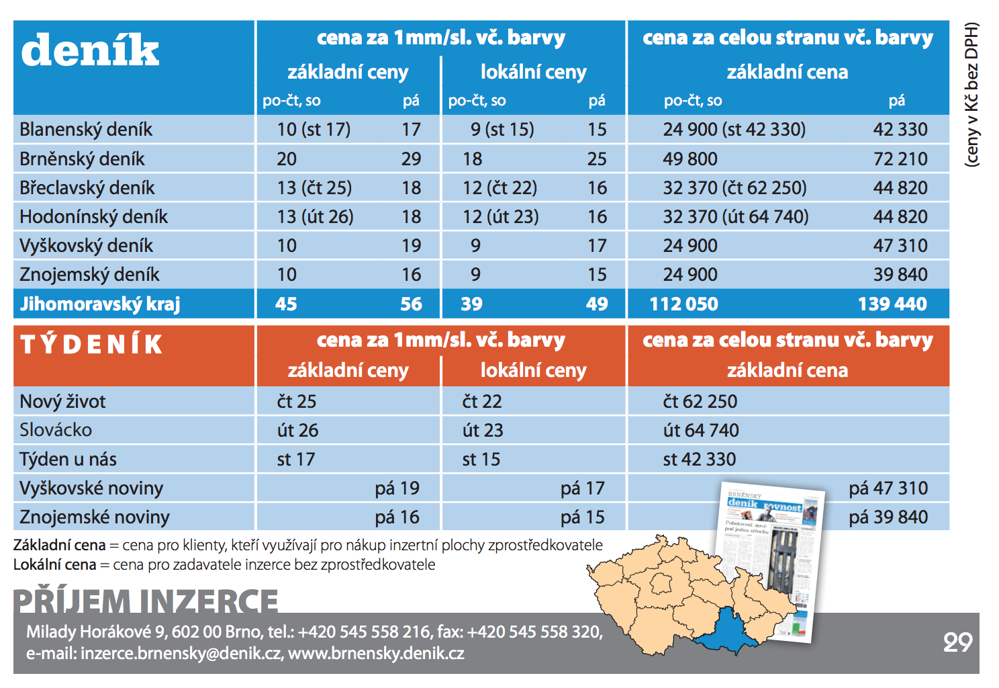 deník cena za 1mm/sl. vč. barvy cena za celou stranu vč. barvy
základní ceny lokální ceny základní cena
po-čt, so pá po-čt, so pá po-čt, so pá
Blanenský deník 10 (st 17) 17 9 (st 15) 15 24 900 (st 42 330) 42 330
Brněnský deník 20 29 18 25 49 800 72 210
Břeclavský deník 13 (čt 25) 18 12 (čt 22) 16 32 370 (čt 62 250) 44 820
Hodonínský deník 13 (út 26) 18 12 (út 23) 16 32 370 (út 64 740) 44 820
Vyškovský deník 10 19 9 17 24 900 47 310
Znojemský deník 10 16 9 15 24 900 39 840
Jihomoravský kraj 45 56 39 49 112 050 139 440
(ceny v Kč bez DPH)
TÝDENÍK cena za 1mm/sl. vč. barvy cena za celou stranu vč. barvy
základní ceny lokální ceny základní cena
Nový život čt 25 čt 22 čt 62 250
Slovácko út 26 út 23 út 64 740
Týden u nás st 17 st 15 st 42 330
Vyškovské noviny pá 19 pá 17 pá 47 310
Znojemské noviny pá 16 pá 15 pá 39 840
BRNĚNSKÝ
deník rovnost
Pohotovost, nově
pod jednu střechu
Základní cena = cena pro klienty, kteří využívají pro nákup inzertní plochy zprostředkovatele
Lokální cena = cena pro zadavatele inzerce bez zprostředkovatele
PŘÍJEM INZERCE
Milady Horákové 9, 602 00 Brno, tel.: +420 545 558 216, fax: +420 545 558 320,
e-mail: inzerce.brnensky@denik.cz, www.brnensky.denik.cz
29